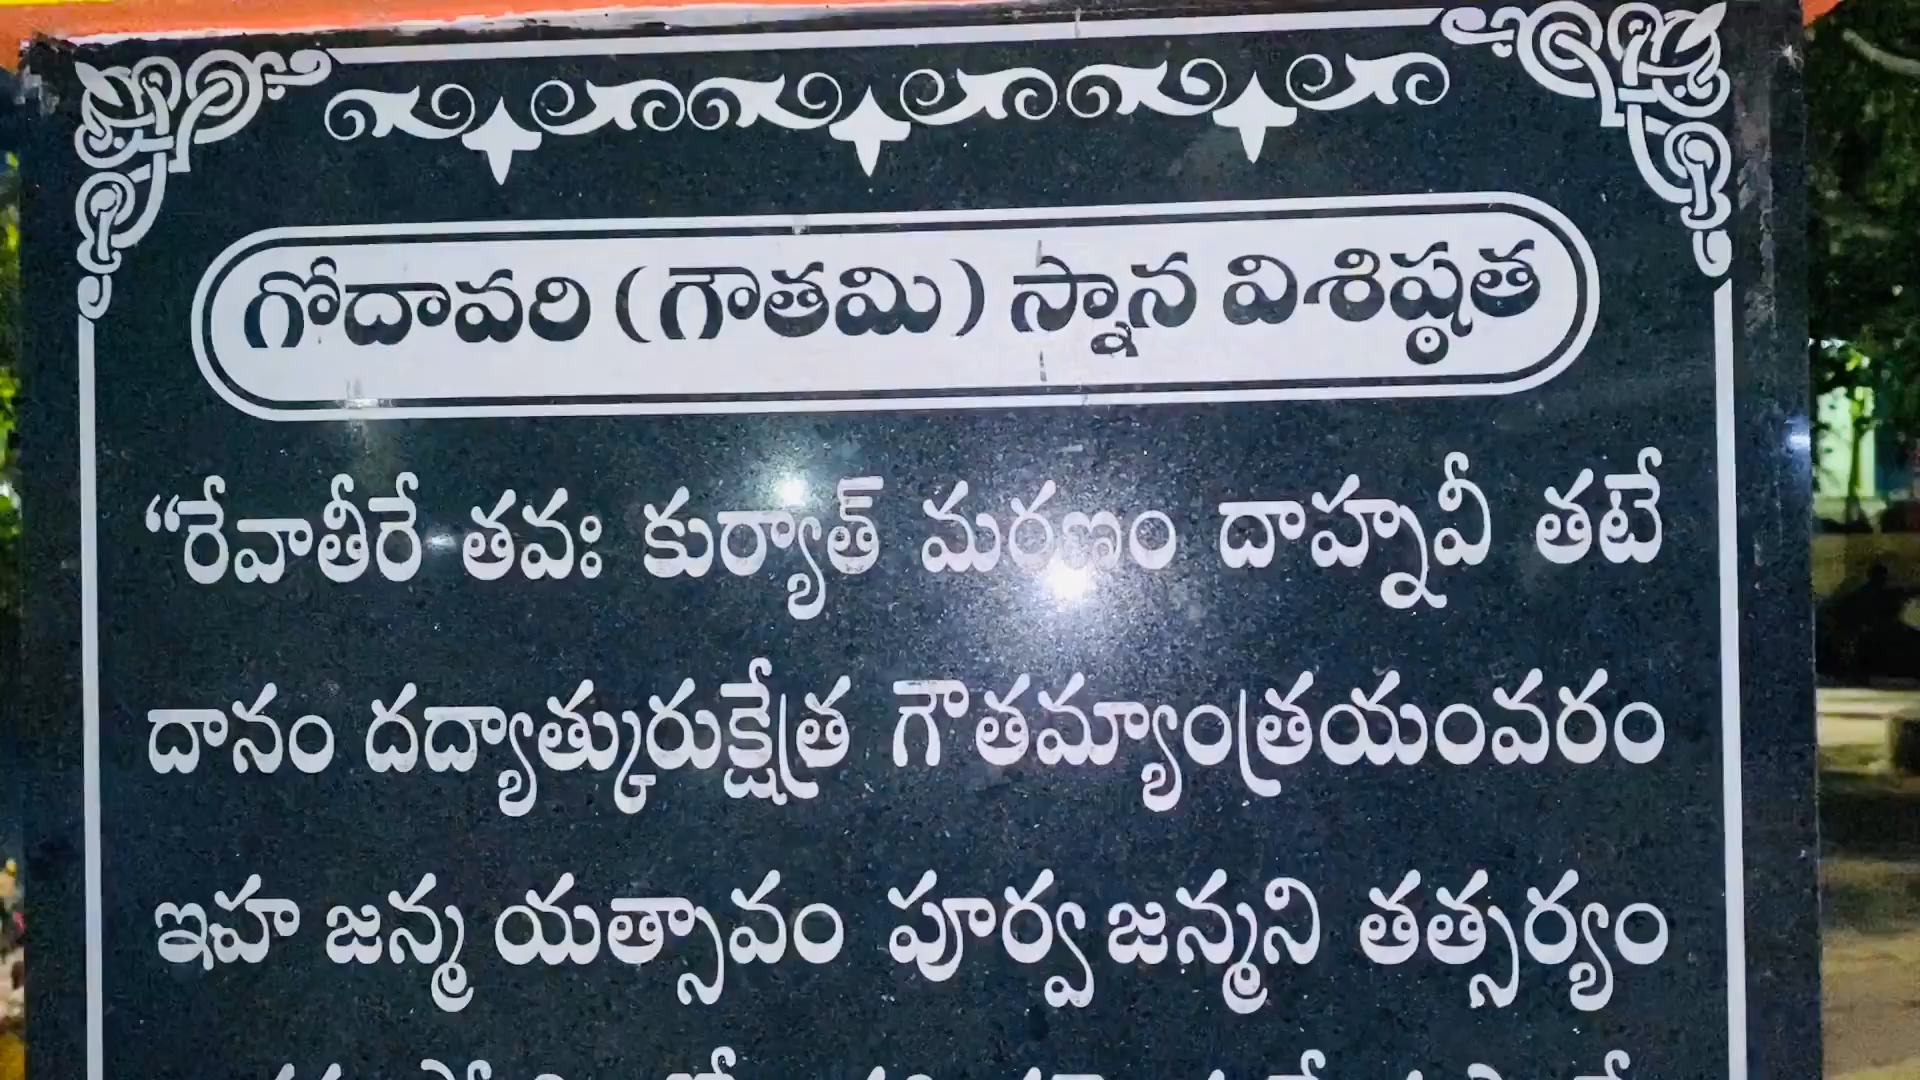 గోదావరి (గౌతమి) స్నాన విశిష్ఠత
“రేవాతీరే తవః కుర్యాత్ మరణం దాహ్నవీ తటే
దానం దద్యాత్కురుక్షేత్ర గౌతమ్యాంత్రయంవరం
ఇహ జన్మ యత్సావం పూర్వ జన్మని తత్సర్యం